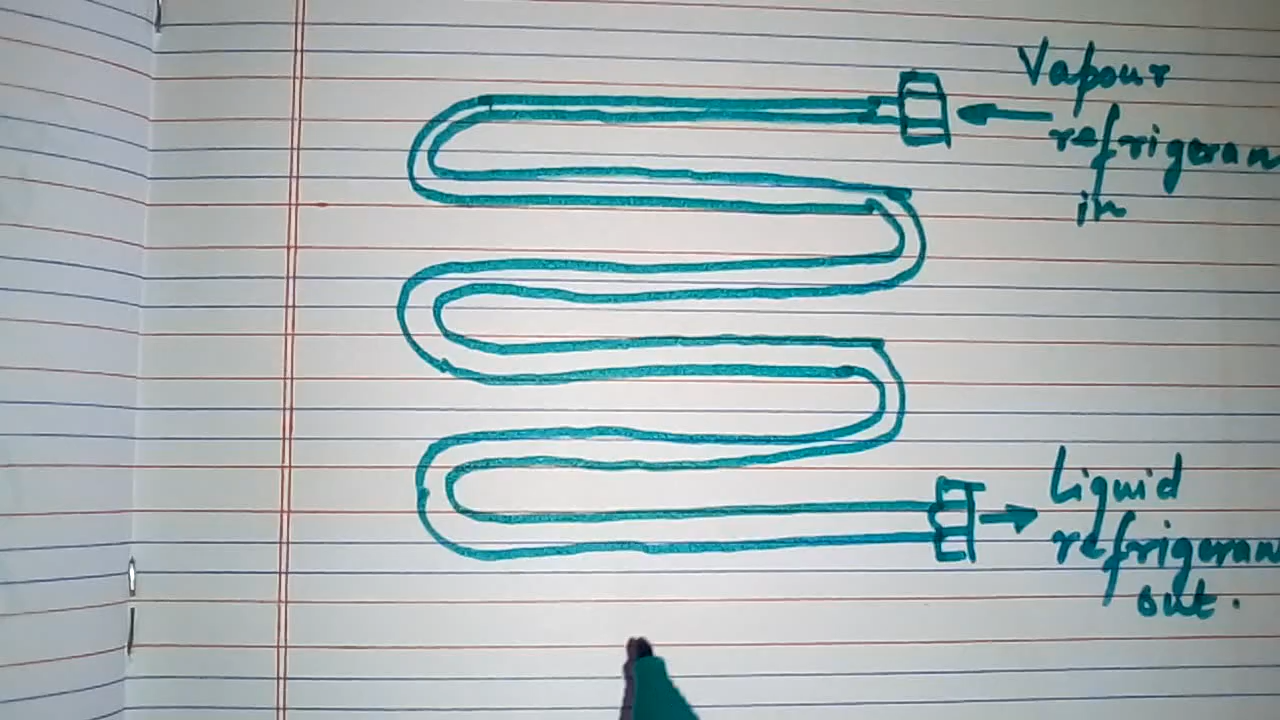 Vapour
refrigeran
in
Liquid
refrigeran
out.